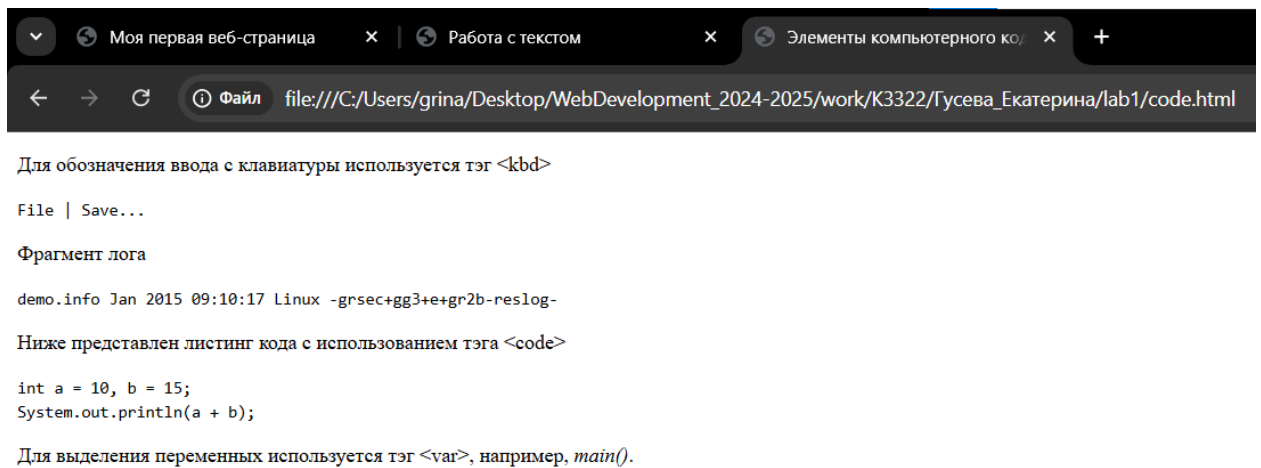 Моя первая веб-страница
Работа с текстом
Элементы компьютерного код
Файл file:///C:/Users/grina/Desktop/WebDevelopment_2024-2025/work/K3322/Гусева_Екатерина/lab1/code.html
Для обозначения ввода с клавиатуры используется тэг <kbd>
File | Save...
Фрагмент лога
demo.info Jan 2015 09:10:17 Linux -grsec+gg3+e+gr2b-reslog-
Ниже представлен листинг кода с использованием тэга <code>
int a = 10, b = 15;
System.out.println(a + b);
Для выделения переменных используется тэг <var>, например, main().